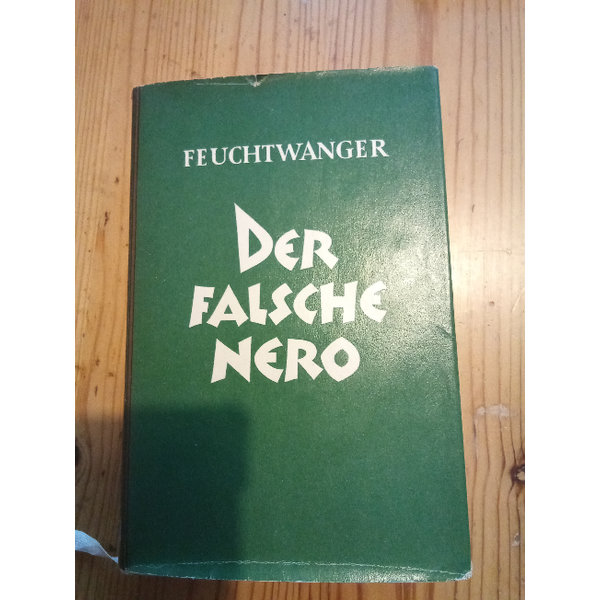 FEUCHTWANGER
DER
FALSCHE
NERO